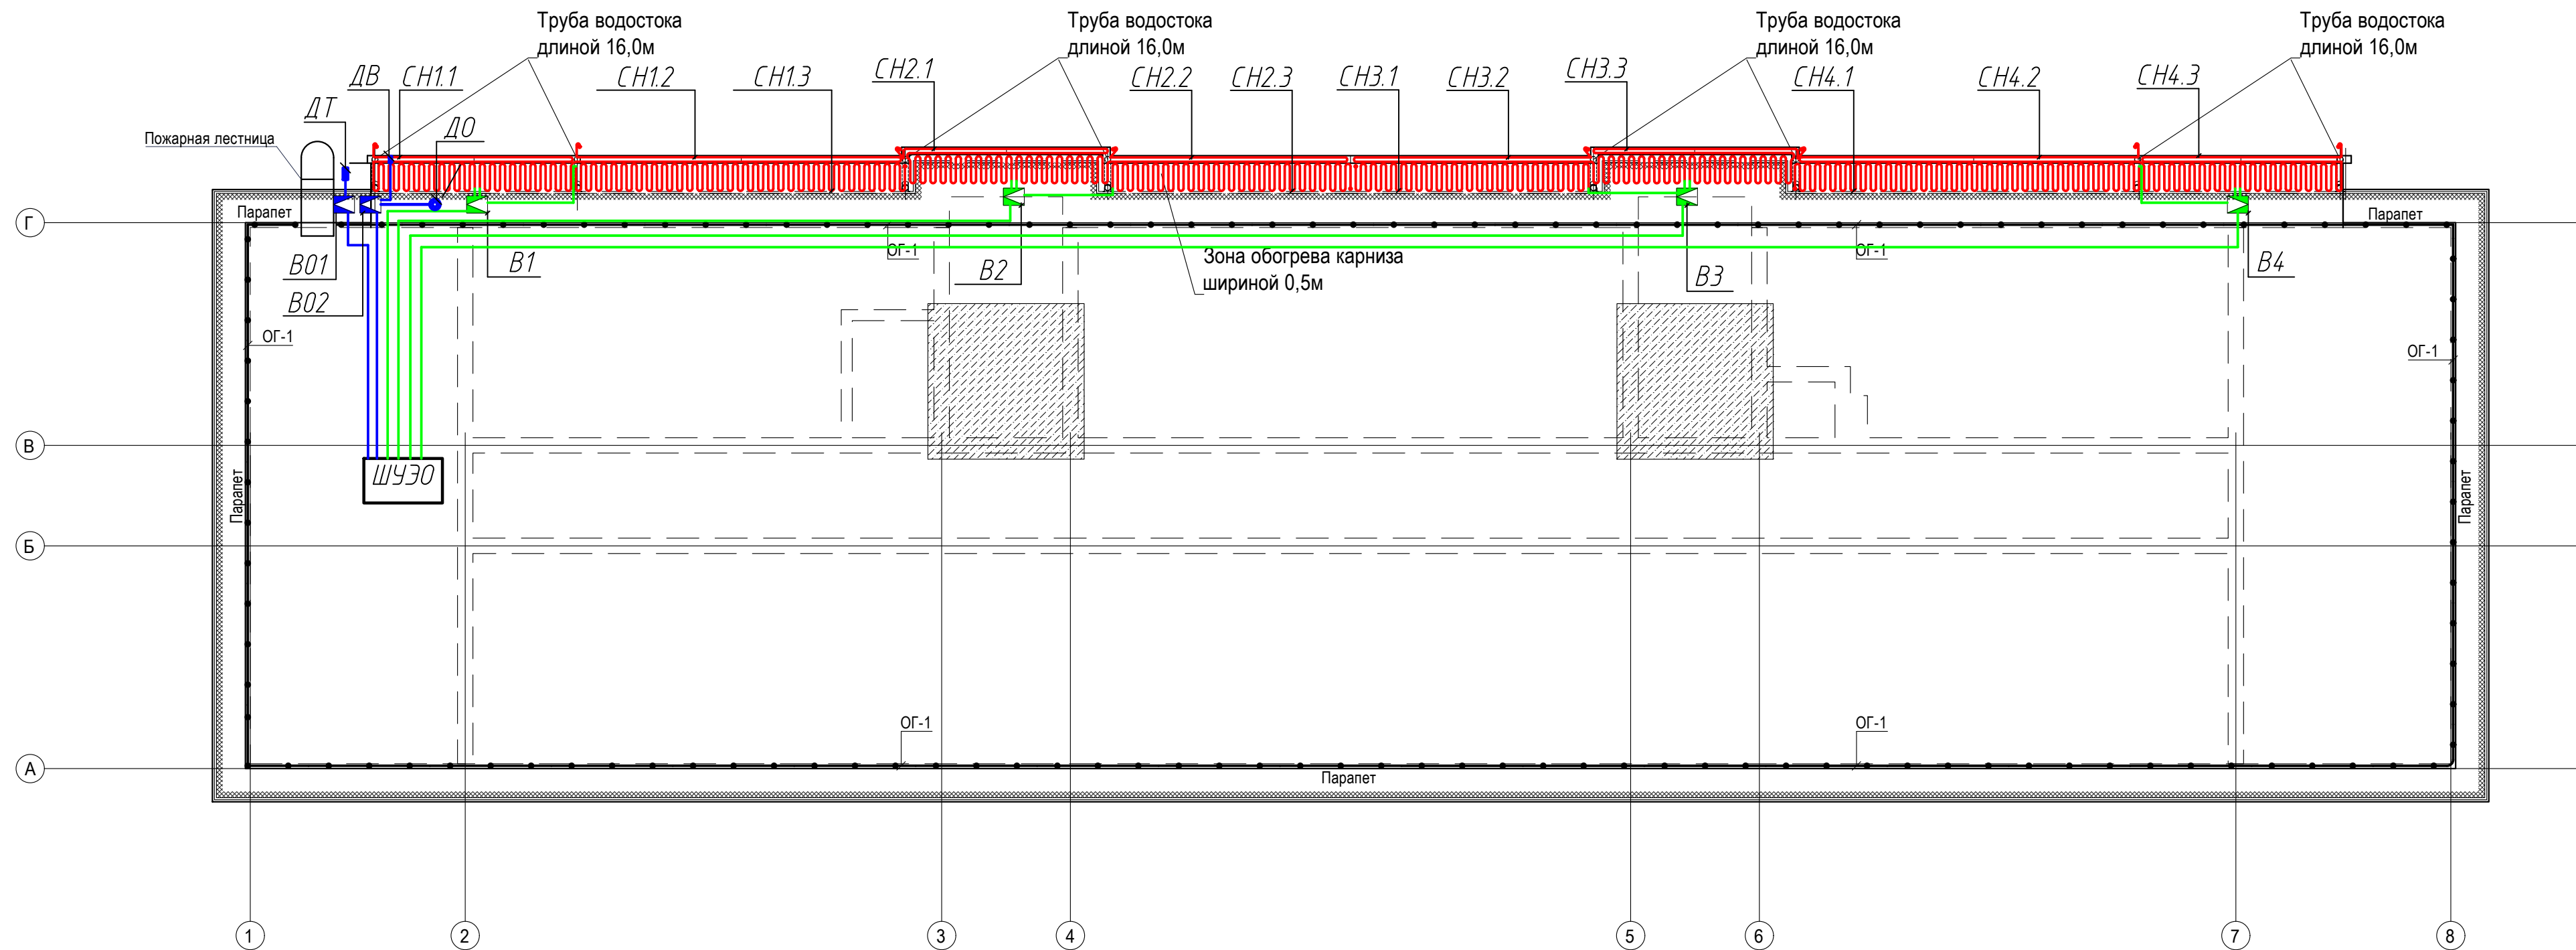 Труба водостока
длиной 16,0м
Труба водостока
длиной 16,0м
Труба водостока
длиной 16,0м
Труба водостока
длиной 16,0м
ДВ
СН1.1
СН1.2
СН1.3
СН2.1
СН2.2
СН2.3
СН3.1
СН3.2
СН3.3
СН4.1
СН4.2
СН4.3
ДТ
ДО
Пожарная лестница
Парапет
Парапет
Г
ОГ-1
ОГ-1
В01
В1
В2
Зона обогрева карниза
шириной 0,5м
В3
В4
В02
ОГ-1
ОГ-1
В
ШУЭО
Парапет
Парапет
Б
ОГ-1
ОГ-1
А
Парапет
1
2
3
4
5
6
7
8